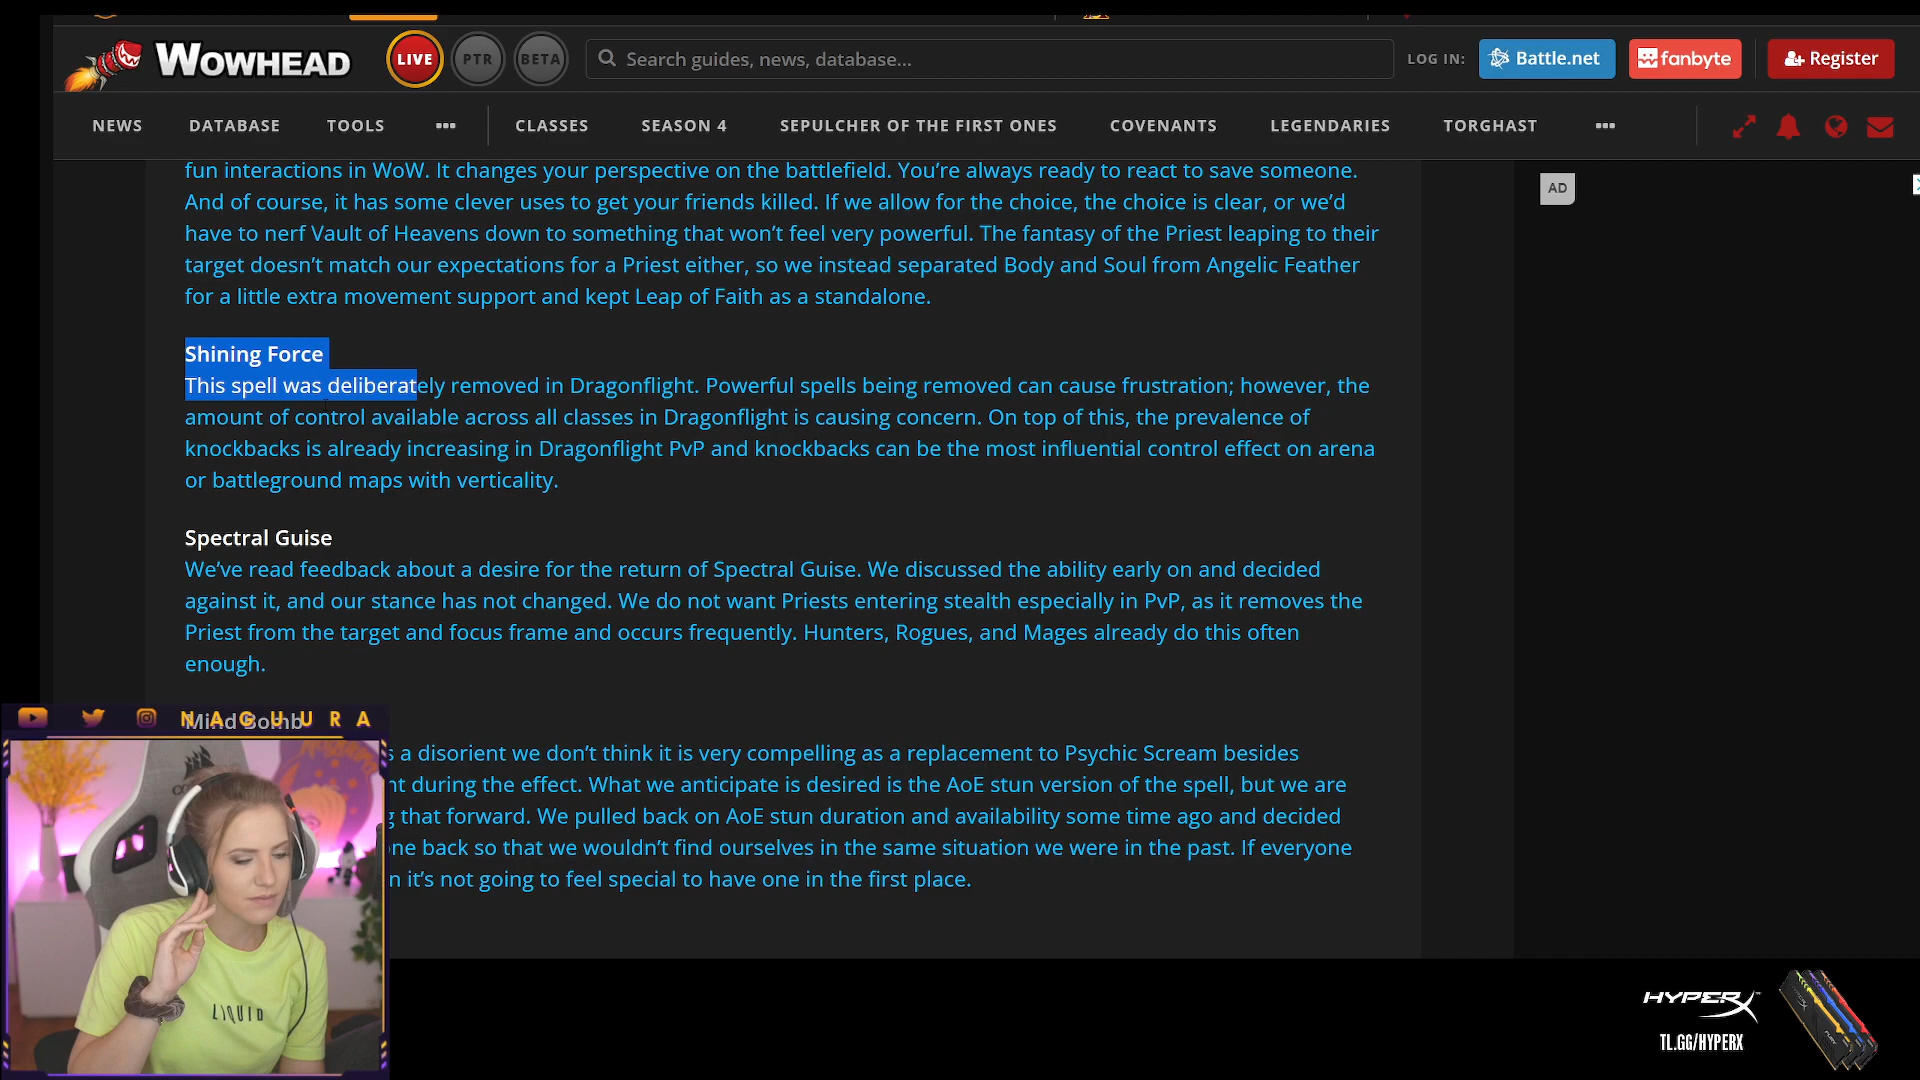 WOWHEAD
LIVE
PTR
BETA
Search guides, news, database...
LOG IN:
Battle.net
fanbyte
Register
NEWS
DATABASE
TOOLS
CLASSES
SEASON 4
SEPULCHER OF THE FIRST ONES
COVENANTS
LEGENDARIES
TORGHAST
fun interactions in WoW. It changes your perspective on the battlefield. You’re always ready to react to save someone.
And of course, it has some clever uses to get your friends killed. If we allow for the choice, the choice is clear, or we’d
have to nerf Vault of Heavens down to something that won’t feel very powerful. The fantasy of the Priest leaping to their
target doesn’t match our expectations for a Priest either, so we instead separated Body and Soul from Angelic Feather
for a little extra movement support and kept Leap of Faith as a standalone.
AD
Shining Force
This spell was deliberately removed in Dragonflight. Powerful spells being removed can cause frustration; however, the
amount of control available across all classes in Dragonflight is causing concern. On top of this, the prevalence of
knockbacks is already increasing in Dragonflight PvP and knockbacks can be the most influential control effect on arena
or battleground maps with verticality.
Spectral Guise
We’ve read feedback about a desire for the return of Spectral Guise. We discussed the ability early on and decided
against it, and our stance has not changed. We do not want Priests entering stealth especially in PvP, as it removes the
Priest from the target and focus frame and occurs frequently. Hunters, Rogues, and Mages already do this often
enough.
NAGUURA
Mind Bomb
s a disorient we don’t think it is very compelling as a replacement to Psychic Scream besides
nt during the effect. What we anticipate is desired is the AoE stun version of the spell, but we are
g that forward. We pulled back on AoE stun duration and availability some time ago and decided
ne back so that we wouldn’t find ourselves in the same situation we were in the past. If everyone
n it’s not going to feel special to have one in the first place.
LIQUID
HYPERX
TL.GG/HYPERX